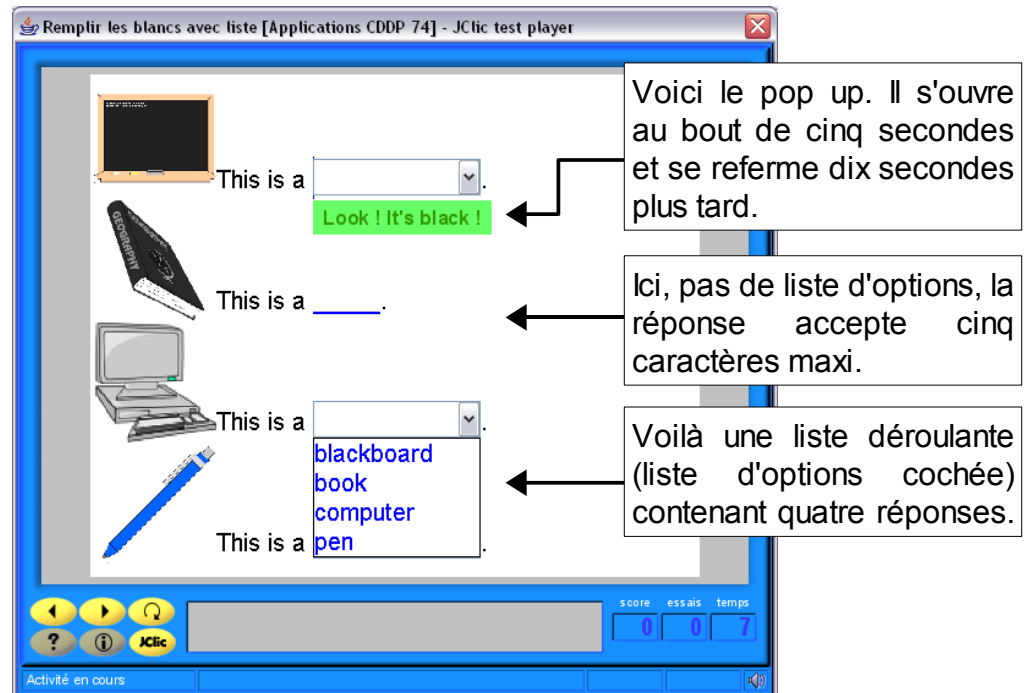 Remplir les blancs avec liste [Applications CDDP 74] - JClic test player
This is a .
Look ! It's black !
GEOGRAPHY
This is a _____.
This is a .
blackboard
book
computer
pen
This is a .
Voici le pop up. Il s'ouvre
au bout de cinq secondes
et se referme dix secondes
plus tard.
Ici, pas de liste d'options, la
réponse accepte cinq
caractères maxi.
Voilà une liste déroulante
(liste d'options cochée)
contenant quatre réponses.
? i JClic
score essais temps
0 0 7
Activité en cours